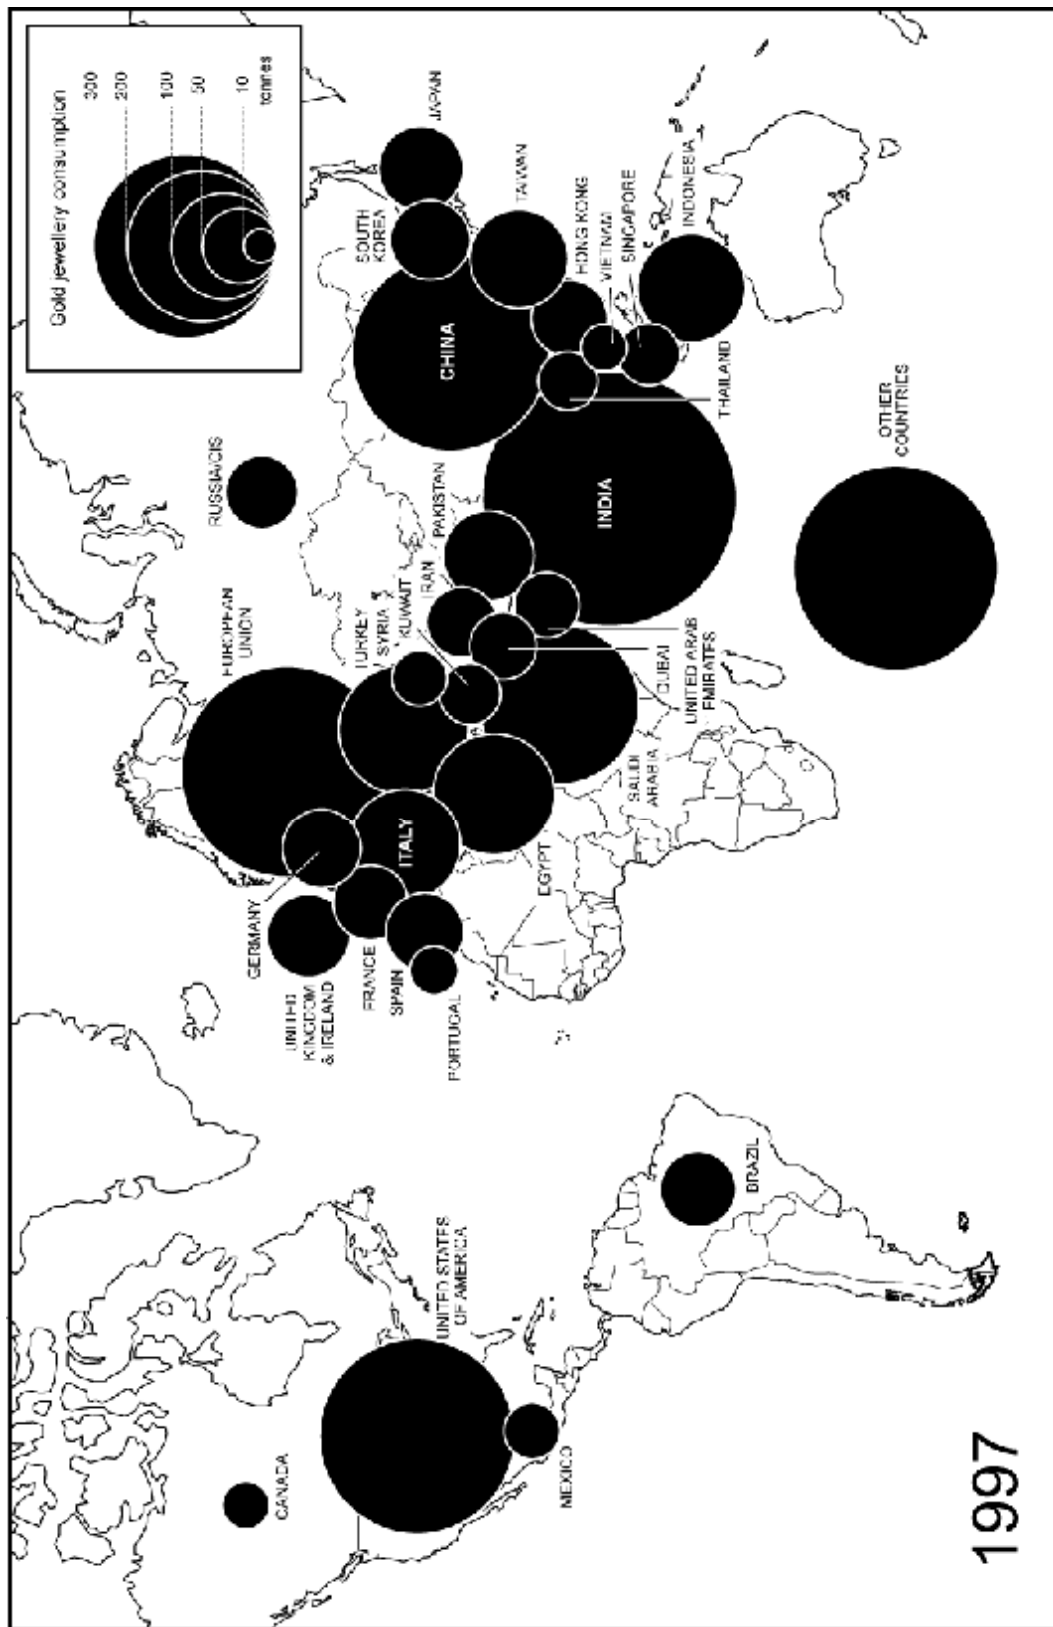 Gold jewellery consumption
300
200
100
50
10
tonnes
CANADA
UNITED STATES
OF AMERICA
MEXICO
BRAZIL
UNITED
KINGDOM
& IRELAND
GERMANY
FRANCE
SPAIN
PORTUGAL
ITALY
EUROPEAN
UNION
TURKEY
SYRIA
KUWAIT
IRAN
PAKISTAN
EGYPT
SAUDI
ARABIA
DUBAI
UNITED ARAB
EMIRATES
RUSSIA/CIS
INDIA
CHINA
SOUTH
KOREA
JAPAN
TAIWAN
HONG KONG
VIETNAM
SINGAPORE
INDONESIA
THAILAND
OTHER
COUNTRIES
1997